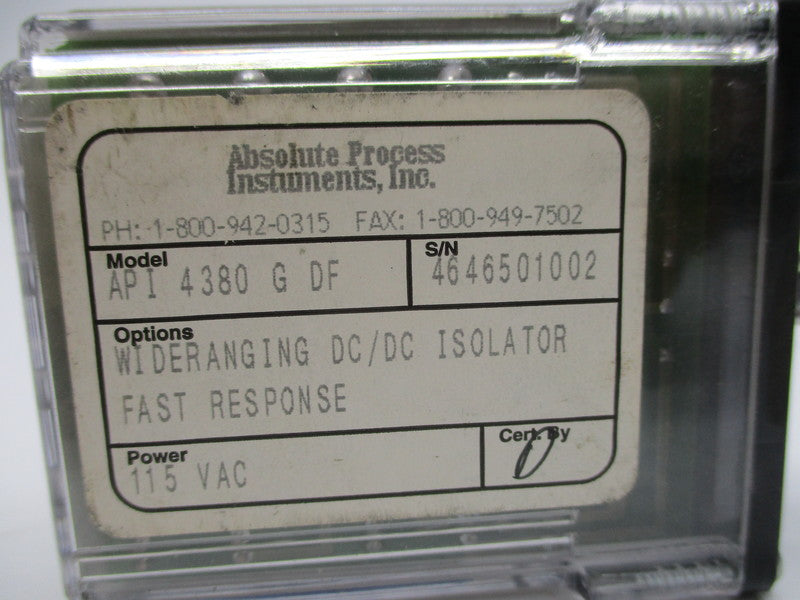 Absolute Process
Instuments, Inc.
PH: 1-800-942-0315 FAX: 1-800-949-7502
Model
API 4380 G DF
S/N
4646501002
Options
WIDERANGING DC/DC ISOLATOR
FAST RESPONSE
Power
115 VAC
Cert. By